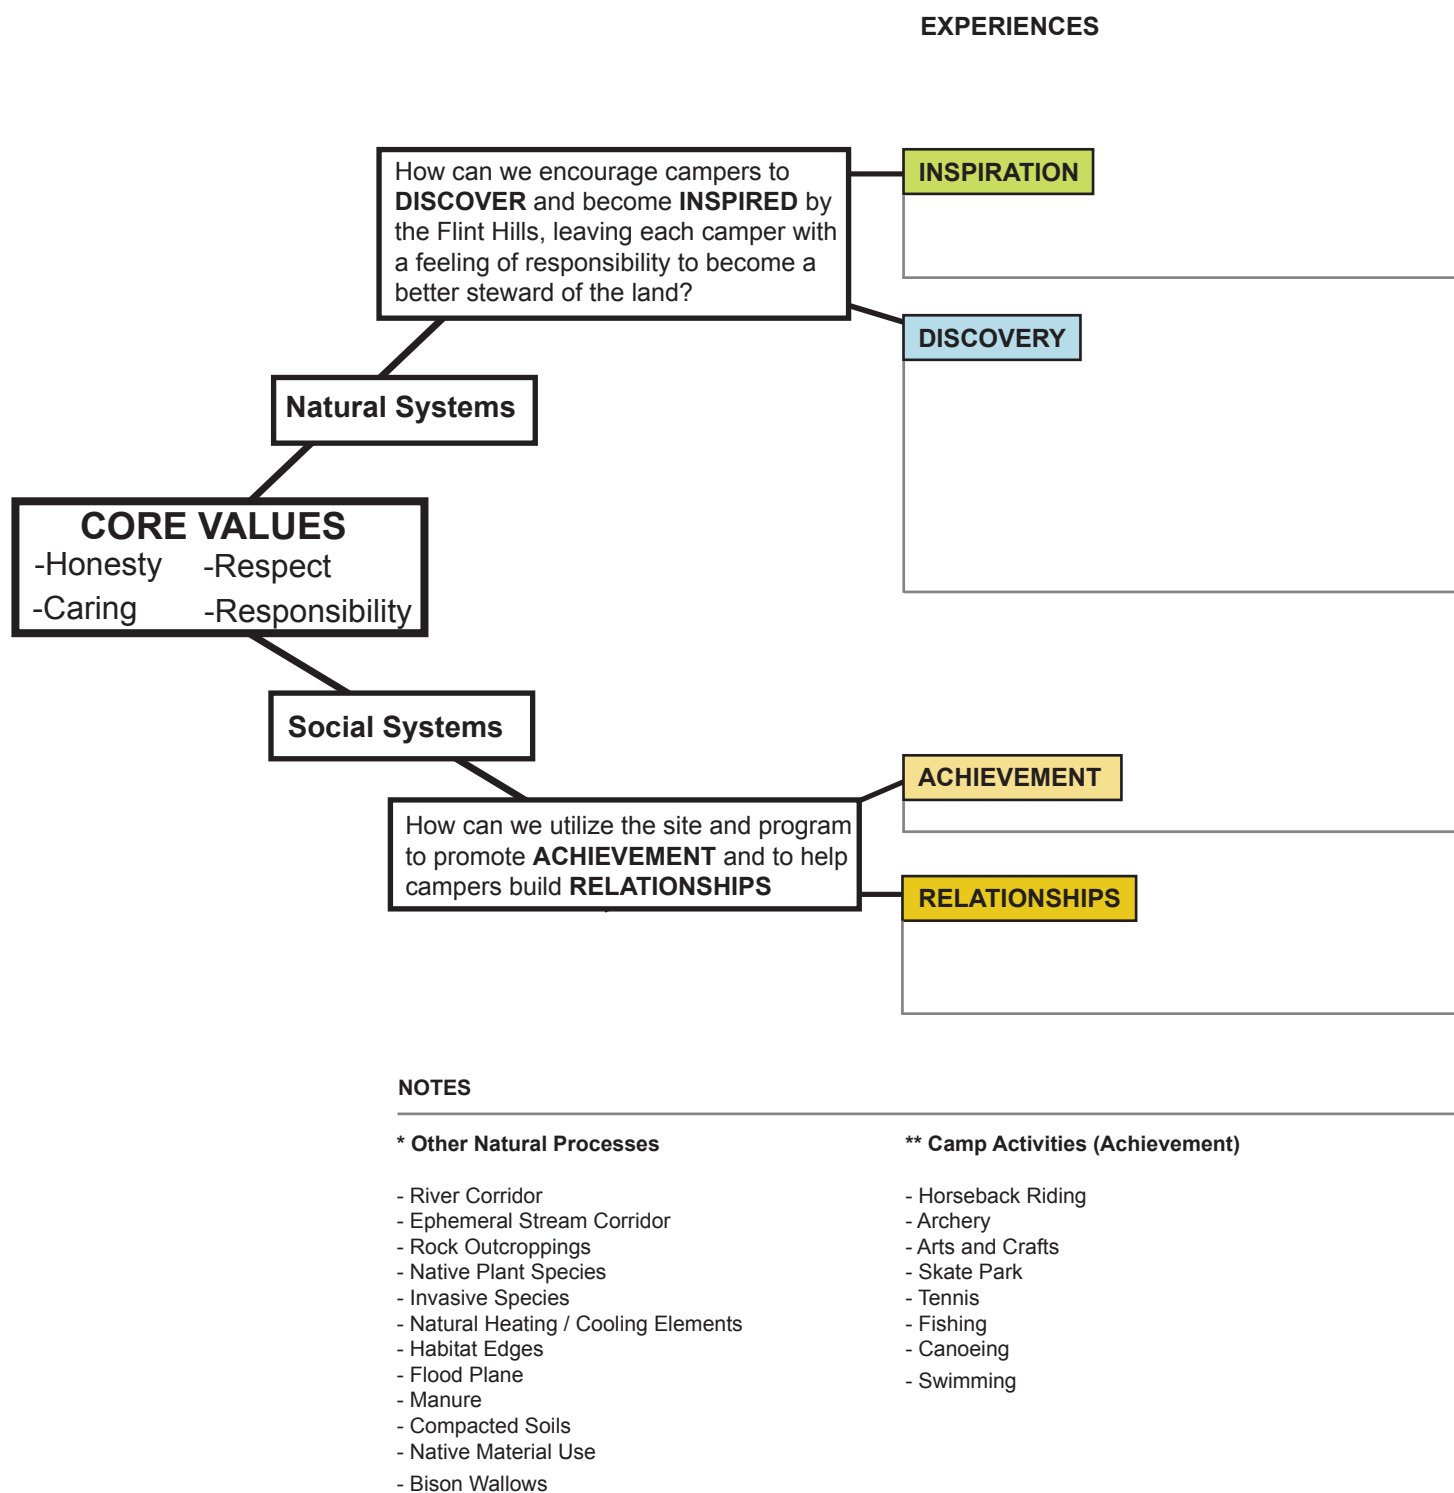 EXPERIENCES
How can we encourage campers to
DISCOVER and become INSPIRED by
the Flint Hills, leaving each camper with
a feeling of responsibility to become a
better steward of the land?
INSPIRATION
DISCOVERY
Natural Systems
CORE VALUES
-Honesty -Respect
-Caring -Responsibility
Social Systems
How can we utilize the site and program
to promote ACHIEVEMENT and to help
campers build RELATIONSHIPS
ACHIEVEMENT
RELATIONSHIPS
NOTES
* Other Natural Processes
- River Corridor
- Ephemeral Stream Corridor
- Rock Outcroppings
- Native Plant Species
- Invasive Species
- Natural Heating / Cooling Elements
- Habitat Edges
- Flood Plane
- Manure
- Compacted Soils
- Native Material Use
- Bison Wallows
** Camp Activities (Achievement)
- Horseback Riding
- Archery
- Arts and Crafts
- Skate Park
- Tennis
- Fishing
- Canoeing
- Swimming